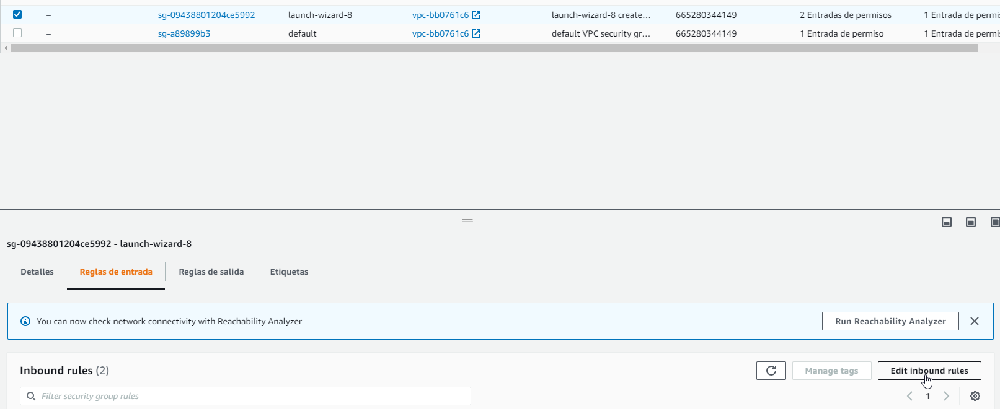 – sg-09438801204ce5992 launch-wizard-8 vpc-bb0761c6 launch-wizard-8 create... 665280344149 2 Entradas de permisos 1 Entrada de permi
– sg-a89899b3 default vpc-bb0761c6 default VPC security gr... 665280344149 1 Entrada de permiso 1 Entrada de permi
sg-09438801204ce5992 - launch-wizard-8
Detalles Reglas de entrada Reglas de salida Etiquetas
You can now check network connectivity with Reachability Analyzer Run Reachability Analyzer
Inbound rules (2) Manage tags Edit inbound rules
Filter security group rules 1